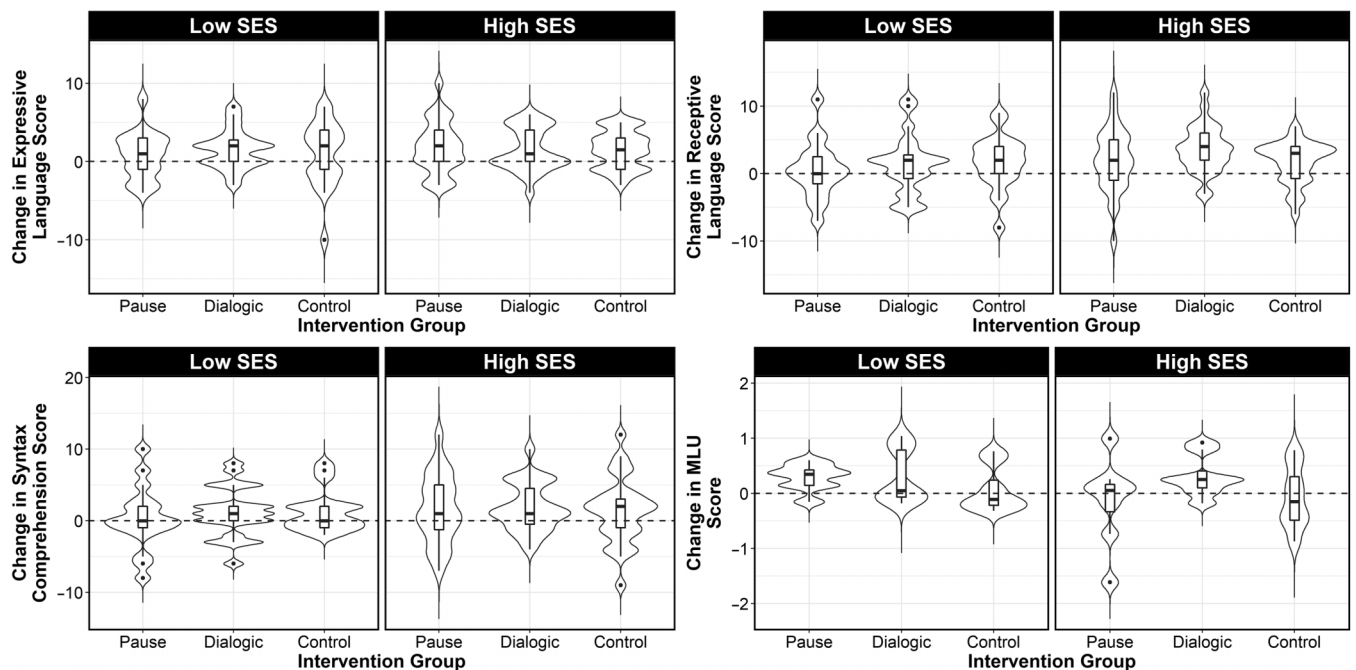 Low SES
High SES
Change in Expressive
Language Score
10
0
−10
Pause
Dialogic
Control
Pause
Dialogic
Control
Intervention Group
Low SES
High SES
Change in Receptive
Language Score
10
0
−10
Pause
Dialogic
Control
Pause
Dialogic
Control
Intervention Group
Low SES
High SES
Change in Syntax
Comprehension Score
20
10
0
−10
Pause
Dialogic
Control
Pause
Dialogic
Control
Intervention Group
Low SES
High SES
Change in MLU
Score
2
1
0
−1
−2
Pause
Dialogic
Control
Pause
Dialogic
Control
Intervention Group